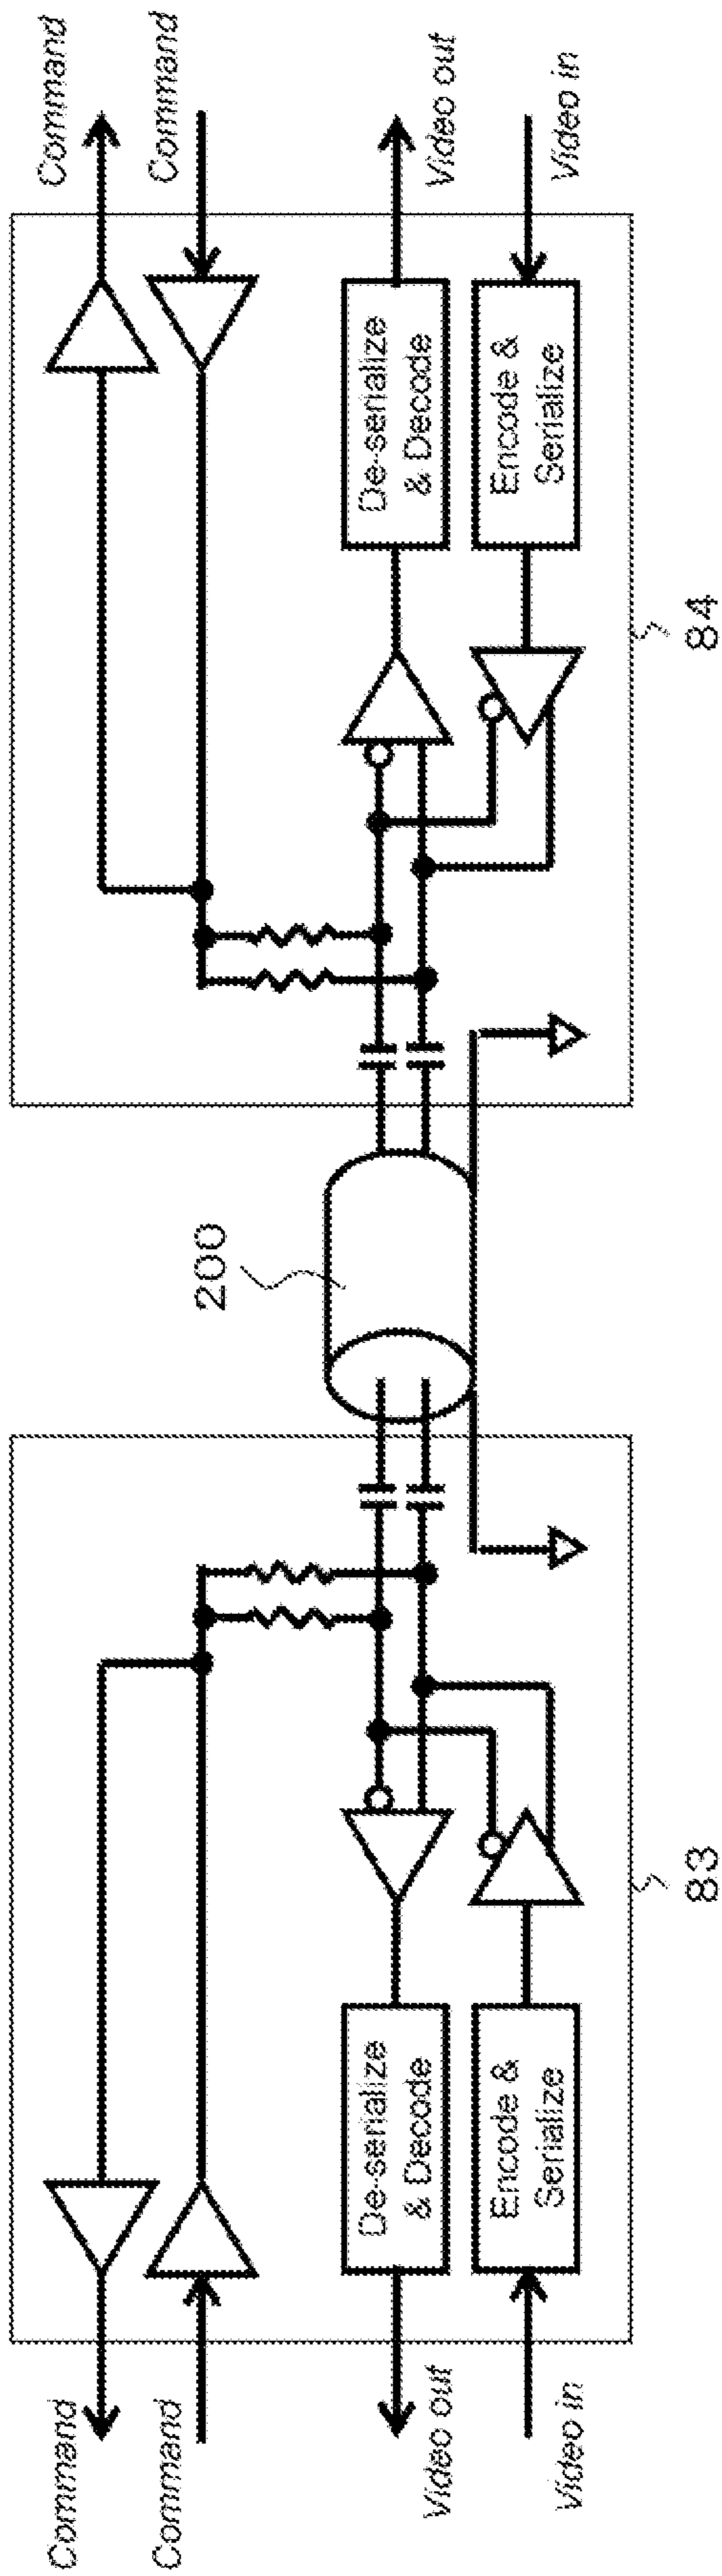 Command
Command
Video out
Video in
De-serialize
& Decode
Encode &
Serialize
83
200
De-serialize
& Decode
Encode &
Serialize
84
Command
Command
Video out
Video in